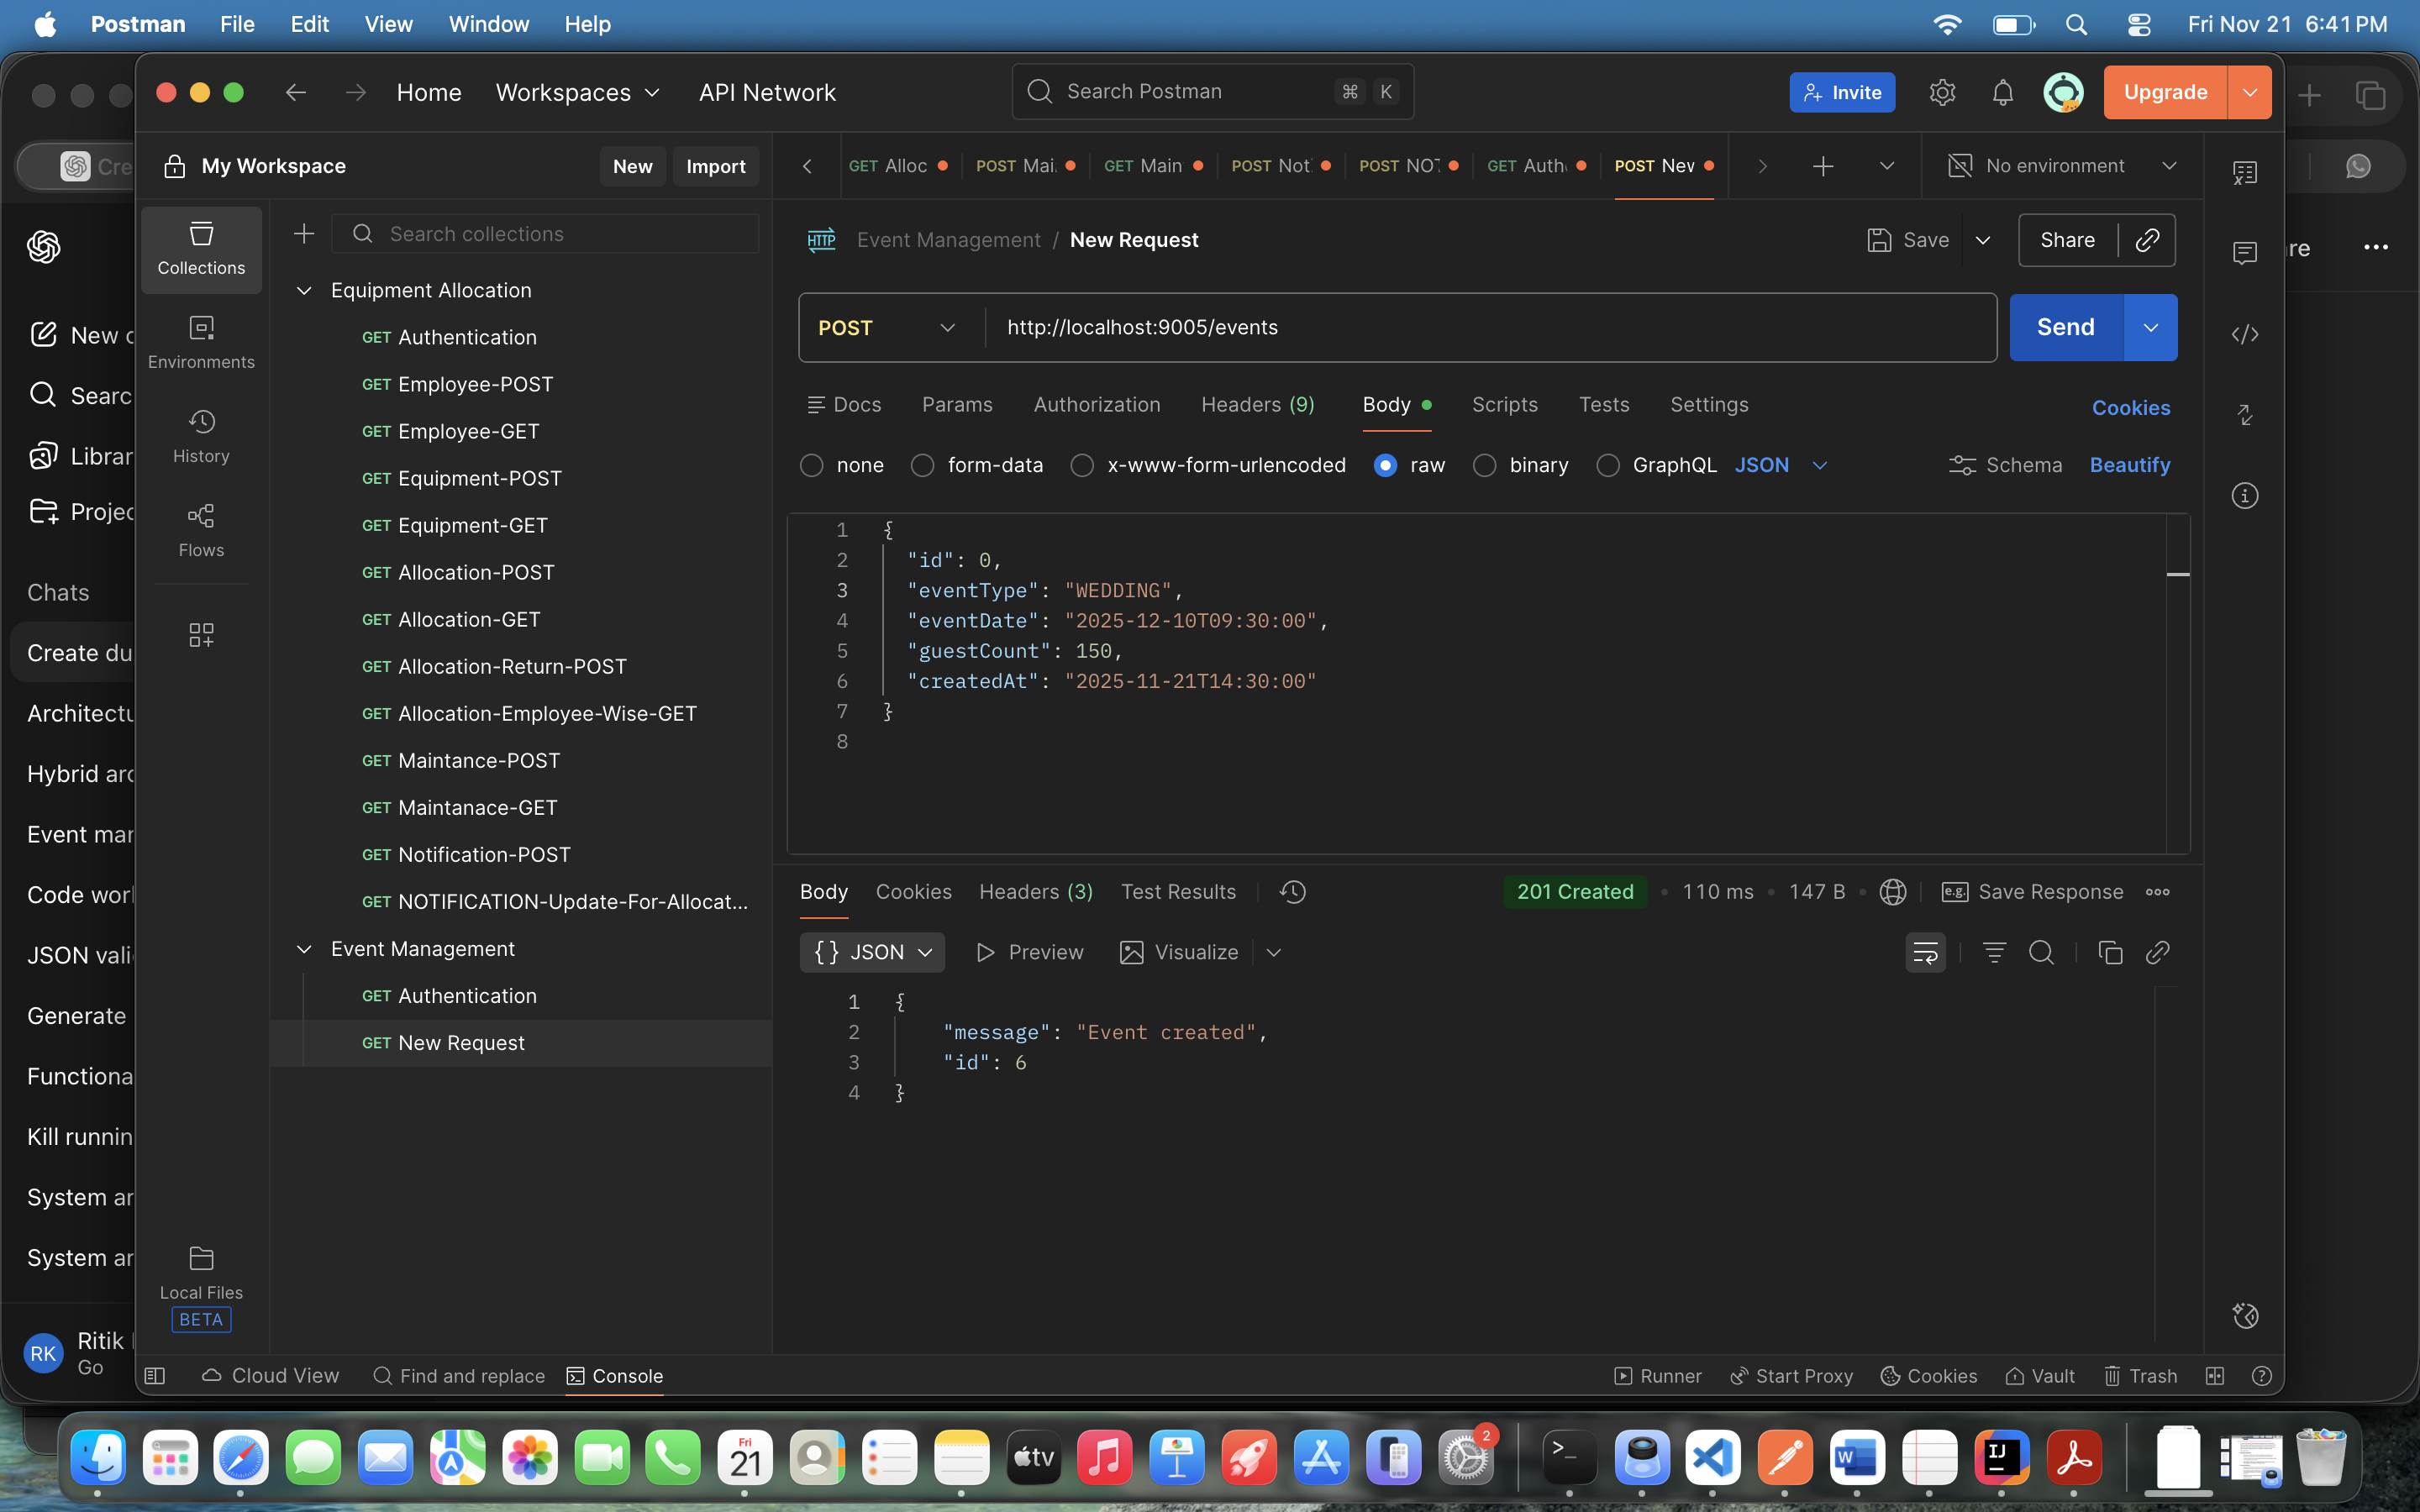 Postman File Edit View Window Help Fri Nov 21 6:41 PM
Home Workspaces API Network Search Postman ⌘ K Invite Upgrade
My Workspace New Import GET Alloc POST Mai. GET Main POST Not POST NO GET Auth POST Nev No environment
Cre
Collections
Search collections
Event Management / New Request Save Share
re
Equipment Allocation
POST http://localhost:9005/events Send
New
Environments
GET Authentication
GET Employee-POST
Docs Params Authorization Headers (9) Body Scripts Tests Settings Cookies
Searc
History
GET Employee-GET
Librar
none form-data x-www-form-urlencoded raw binary GraphQL JSON Schema Beautify
GET Equipment-POST
Projec
Flows
GET Equipment-GET
1 {
2 "id": 0,
3 "eventType": "WEDDING",
4 "eventDate": "2025-12-10T09:30:00",
5 "guestCount": 150,
6 "createdAt": "2025-11-21T14:30:00"
7 }
8
GET Allocation-POST
GET Allocation-GET
GET Allocation-Return-POST
GET Allocation-Employee-Wise-GET
GET Maintance-POST
GET Maintanace-GET
GET Notification-POST
GET NOTIFICATION-Update-For-Allocat...
Event Management
GET Authentication
GET New Request
Chats
Create du
Architectu
Hybrid arc
Event mar
Code worl
JSON vali
Generate
Functiona
Kill runnin
System ar
System ar
Ritik
RK
Go
Body Cookies Headers (3) Test Results 201 Created • 110 ms • 147 B e.g. Save Response
{} JSON Preview Visualize
1 {
2 "message": "Event created",
3 "id": 6
4 }
Local Files
BETA
Cloud View Find and replace Console Runner Start Proxy Cookies Vault Trash
Fri
21
tv
2
W
IJ